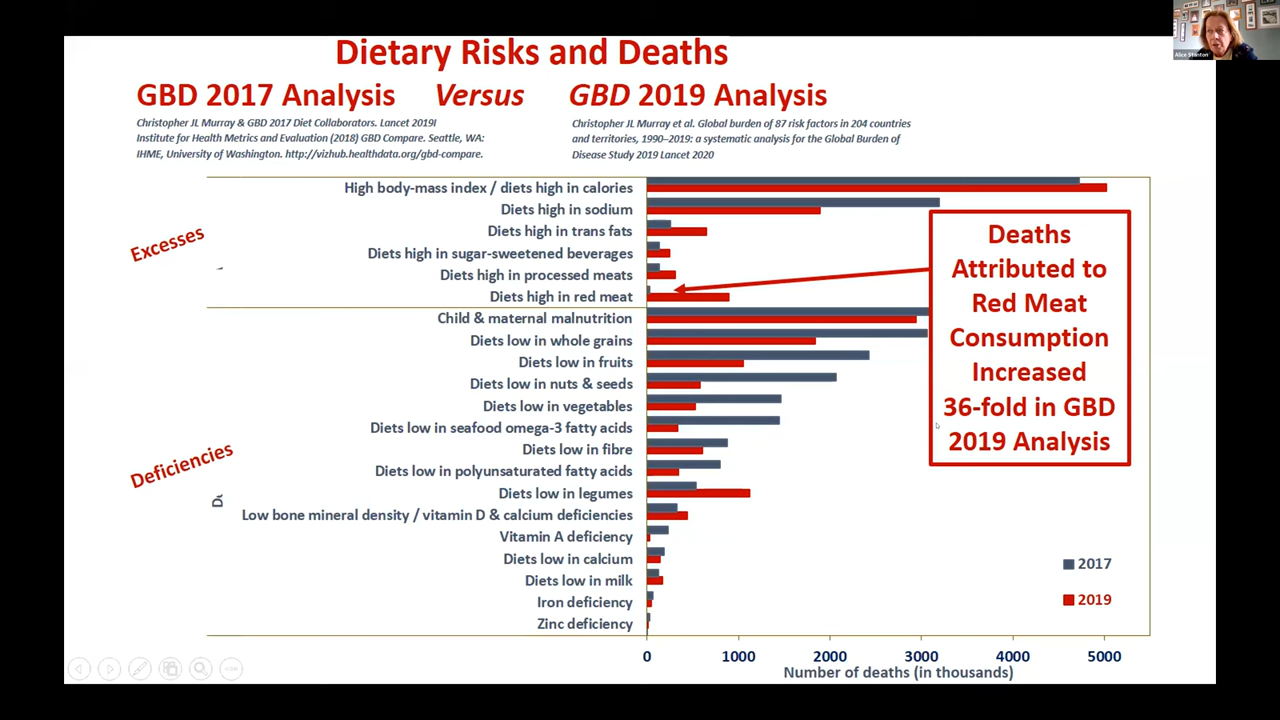 Dietary Risks and Deaths
GBD 2017 Analysis Versus GBD 2019 Analysis
Christopher JL Murray & GBD 2017 Diet Collaborators. Lancet 2019I
Institute for Health Metrics and Evaluation (2018) GBD Compare. Seattle, WA:
IHME, University of Washington. http://vizhub.healthdata.org/gbd-compare.
Christopher JL Murray et al. Global burden of 87 risk factors in 204 countries
and territories, 1990–2019: a systematic analysis for the Global Burden of
Disease Study 2019 Lancet 2020
Alice Stanton
Excesses
High body-mass index / diets high in calories
Diets high in sodium
Diets high in trans fats
Diets high in sugar-sweetened beverages
Diets high in processed meats
Diets high in red meat
Deficiencies
Child & maternal malnutrition
Diets low in whole grains
Diets low in fruits
Diets low in nuts & seeds
Diets low in vegetables
Diets low in seafood omega-3 fatty acids
Diets low in fibre
Diets low in polyunsaturated fatty acids
Diets low in legumes
Low bone mineral density / vitamin D & calcium deficiencies
Vitamin A deficiency
Diets low in calcium
Diets low in milk
Iron deficiency
Zinc deficiency
Deaths
Attributed to
Red Meat
Consumption
Increased
36-fold in GBD
2019 Analysis
2017
2019
0 1000 2000 3000 4000 5000
Number of deaths (in thousands)